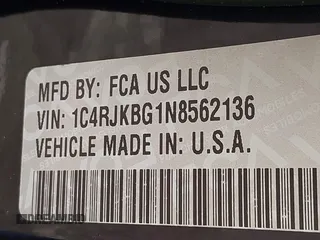 MFD BY: FCA US LLC
VIN: 1C4RJKBG1N8562136
VEHICLE MADE IN: U.S.A.